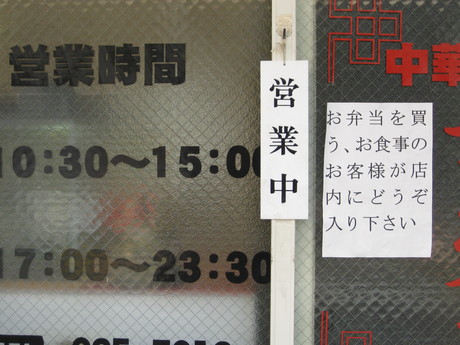 営業時間
10:30～15:00
17:00～23:30
営業中
中華
お弁当を買
う、お食事の
お客様が店
内にどうぞ
入り下さい